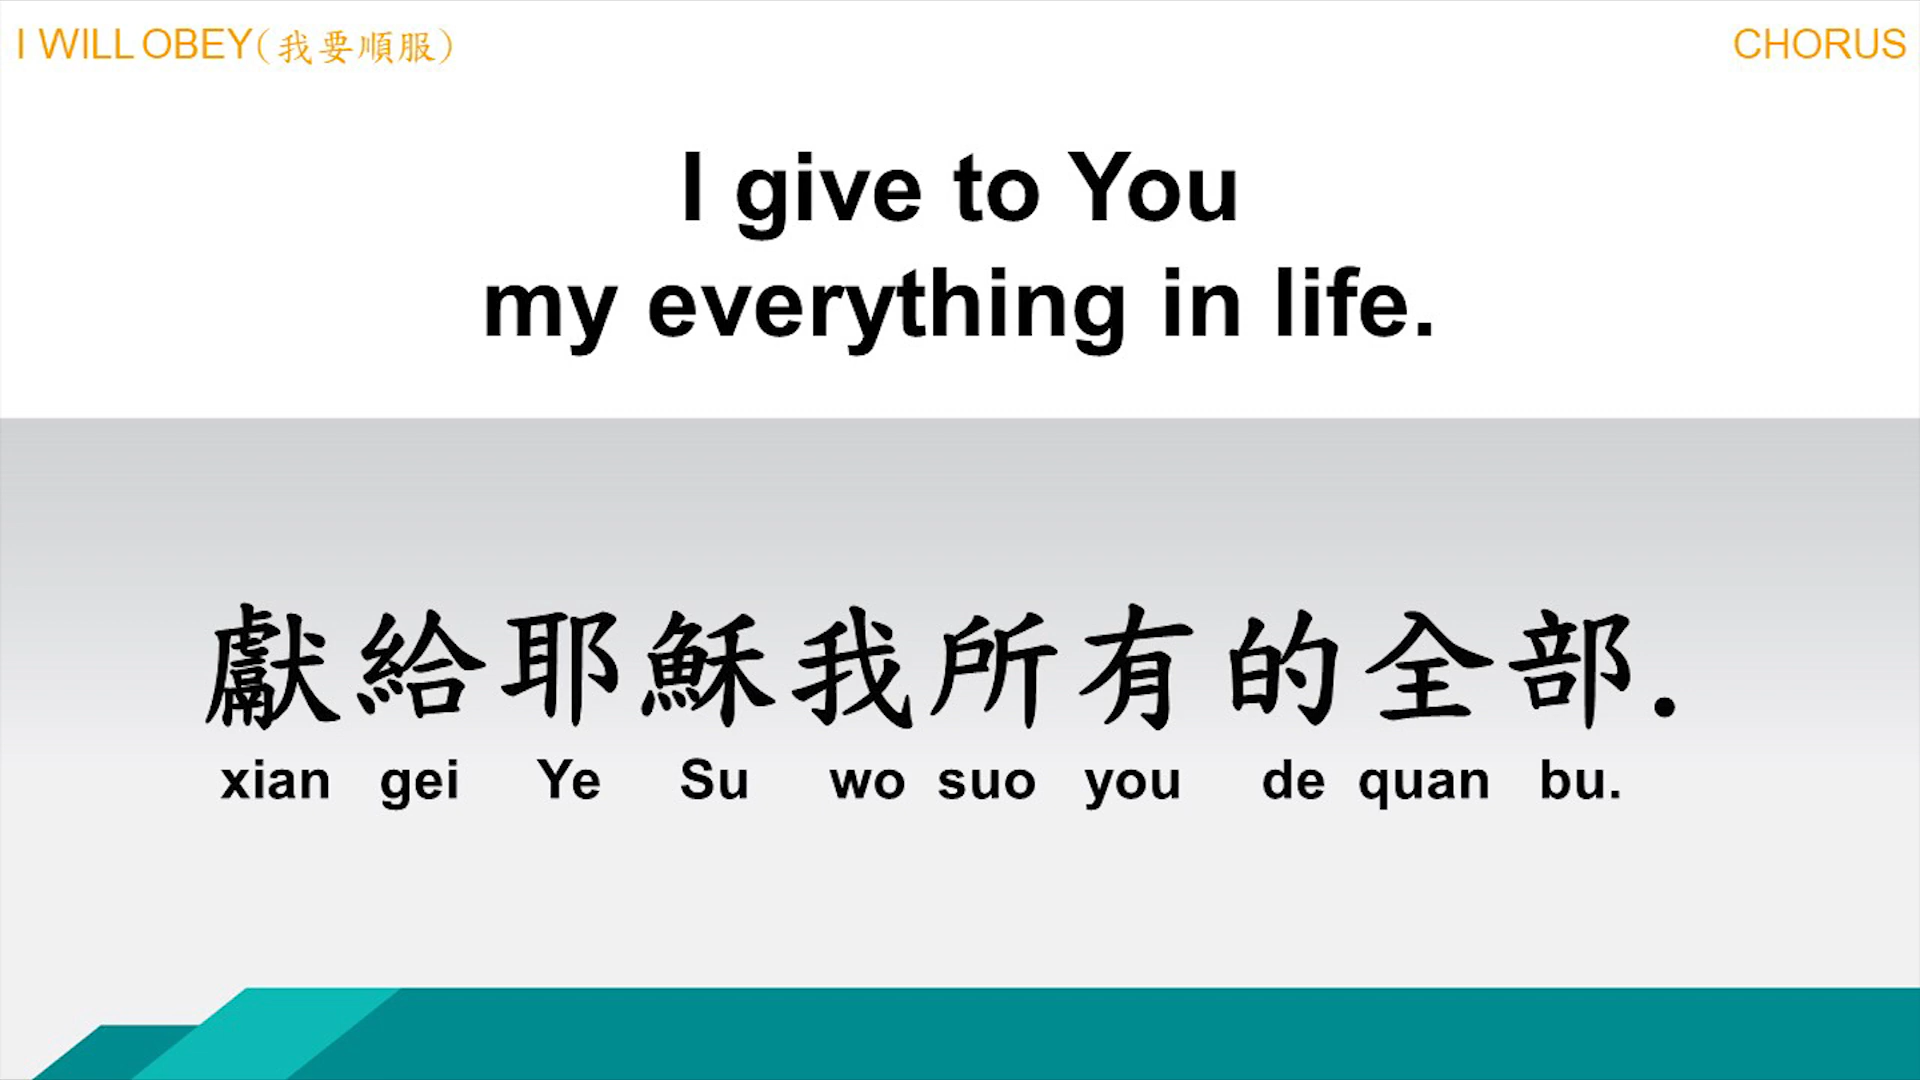 I WILL OBEY(我要順服)
CHORUS
I give to You
my everything in life.
獻給耶穌我所有的全部.
xian gei Ye Su wo suo you de quan bu.